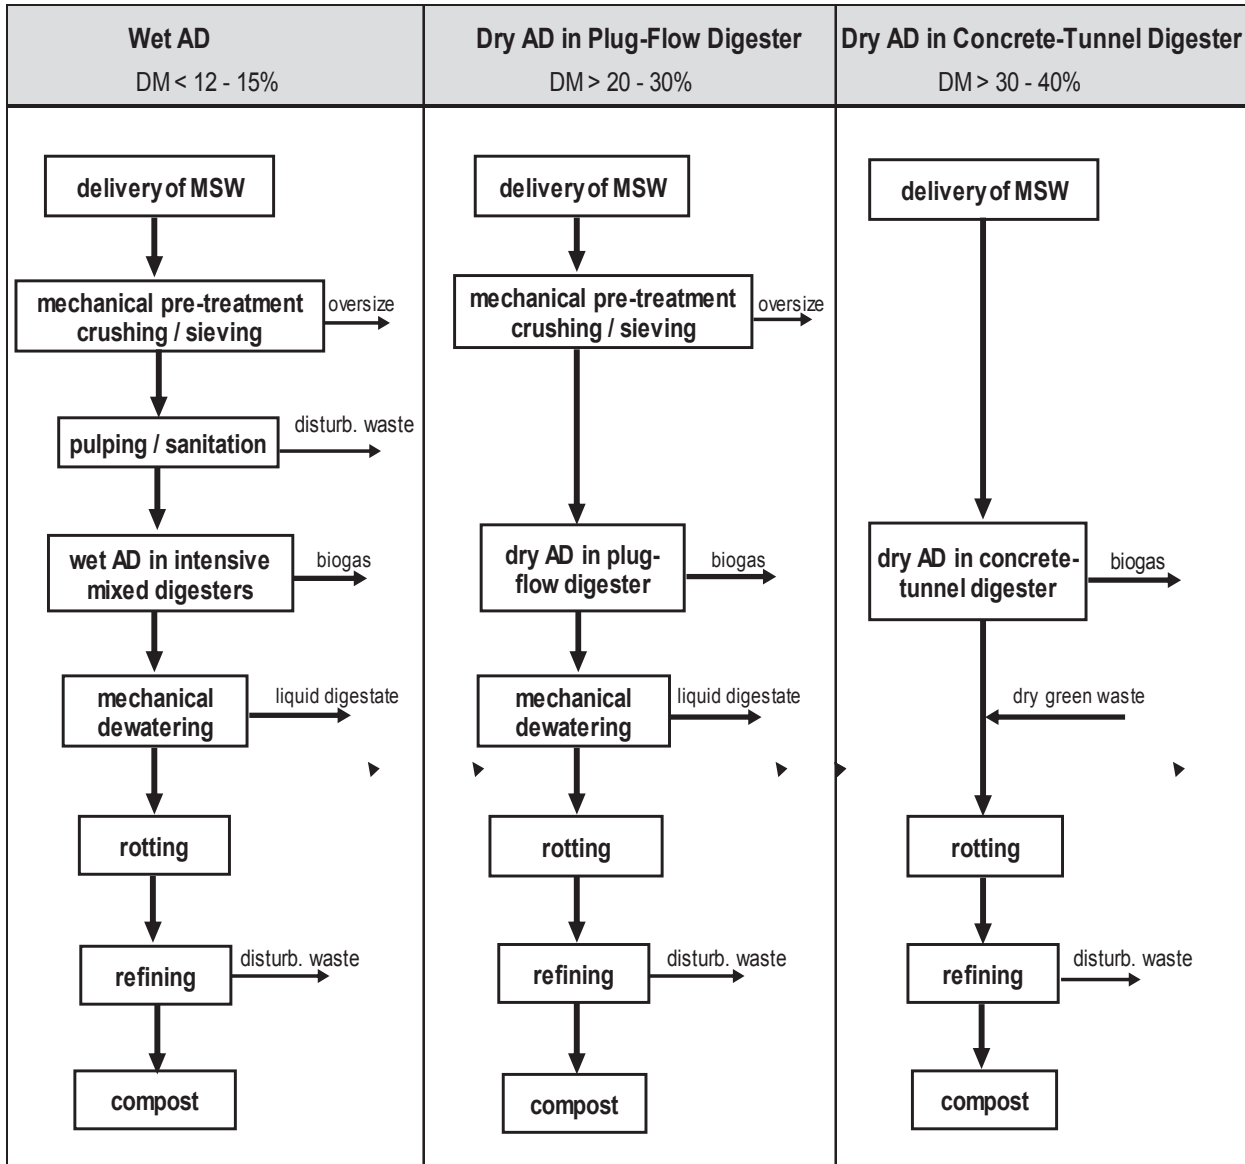 Wet AD
DM < 12 - 15%
delivery of MSW
mechanical pre-treatment
crushing / sieving
oversize
pulping / sanitation
disturb. waste
wet AD in intensive
mixed digesters
biogas
mechanical
dewatering
liquid digestate
rotting
refining
disturb. waste
compost
Dry AD in Plug-Flow Digester
DM > 20 - 30%
delivery of MSW
mechanical pre-treatment
crushing / sieving
oversize
dry AD in plug-
flow digester
biogas
mechanical
dewatering
liquid digestate
rotting
refining
disturb. waste
compost
Dry AD in Concrete-Tunnel Digester
DM > 30 - 40%
delivery of MSW
dry AD in concrete-
tunnel digester
biogas
dry green waste
rotting
refining
disturb. waste
compost